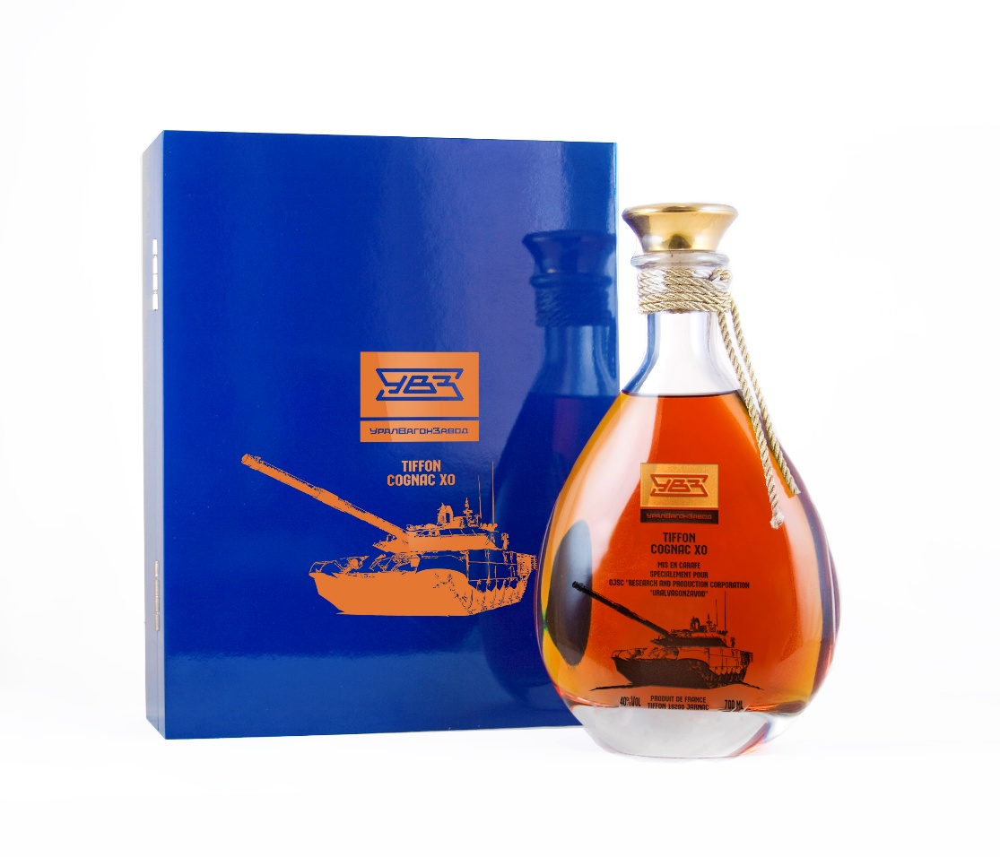 УВЗ
УРАЛВАГОНЗАВОД
TIFFON
COGNAC XO
УВЗ
УРАЛВАГОНЗАВОД
TIFFON
COGNAC XO
MIS EN CARAFE
SPECIALEMENT POUR
OJSC "RESEARCH AND PRODUCTION CORPORATION
"URALVAGONZAVOD"
40%VOL PRODUIT DE FRANCE 700 ML
TIFFON 16200 JARNAC